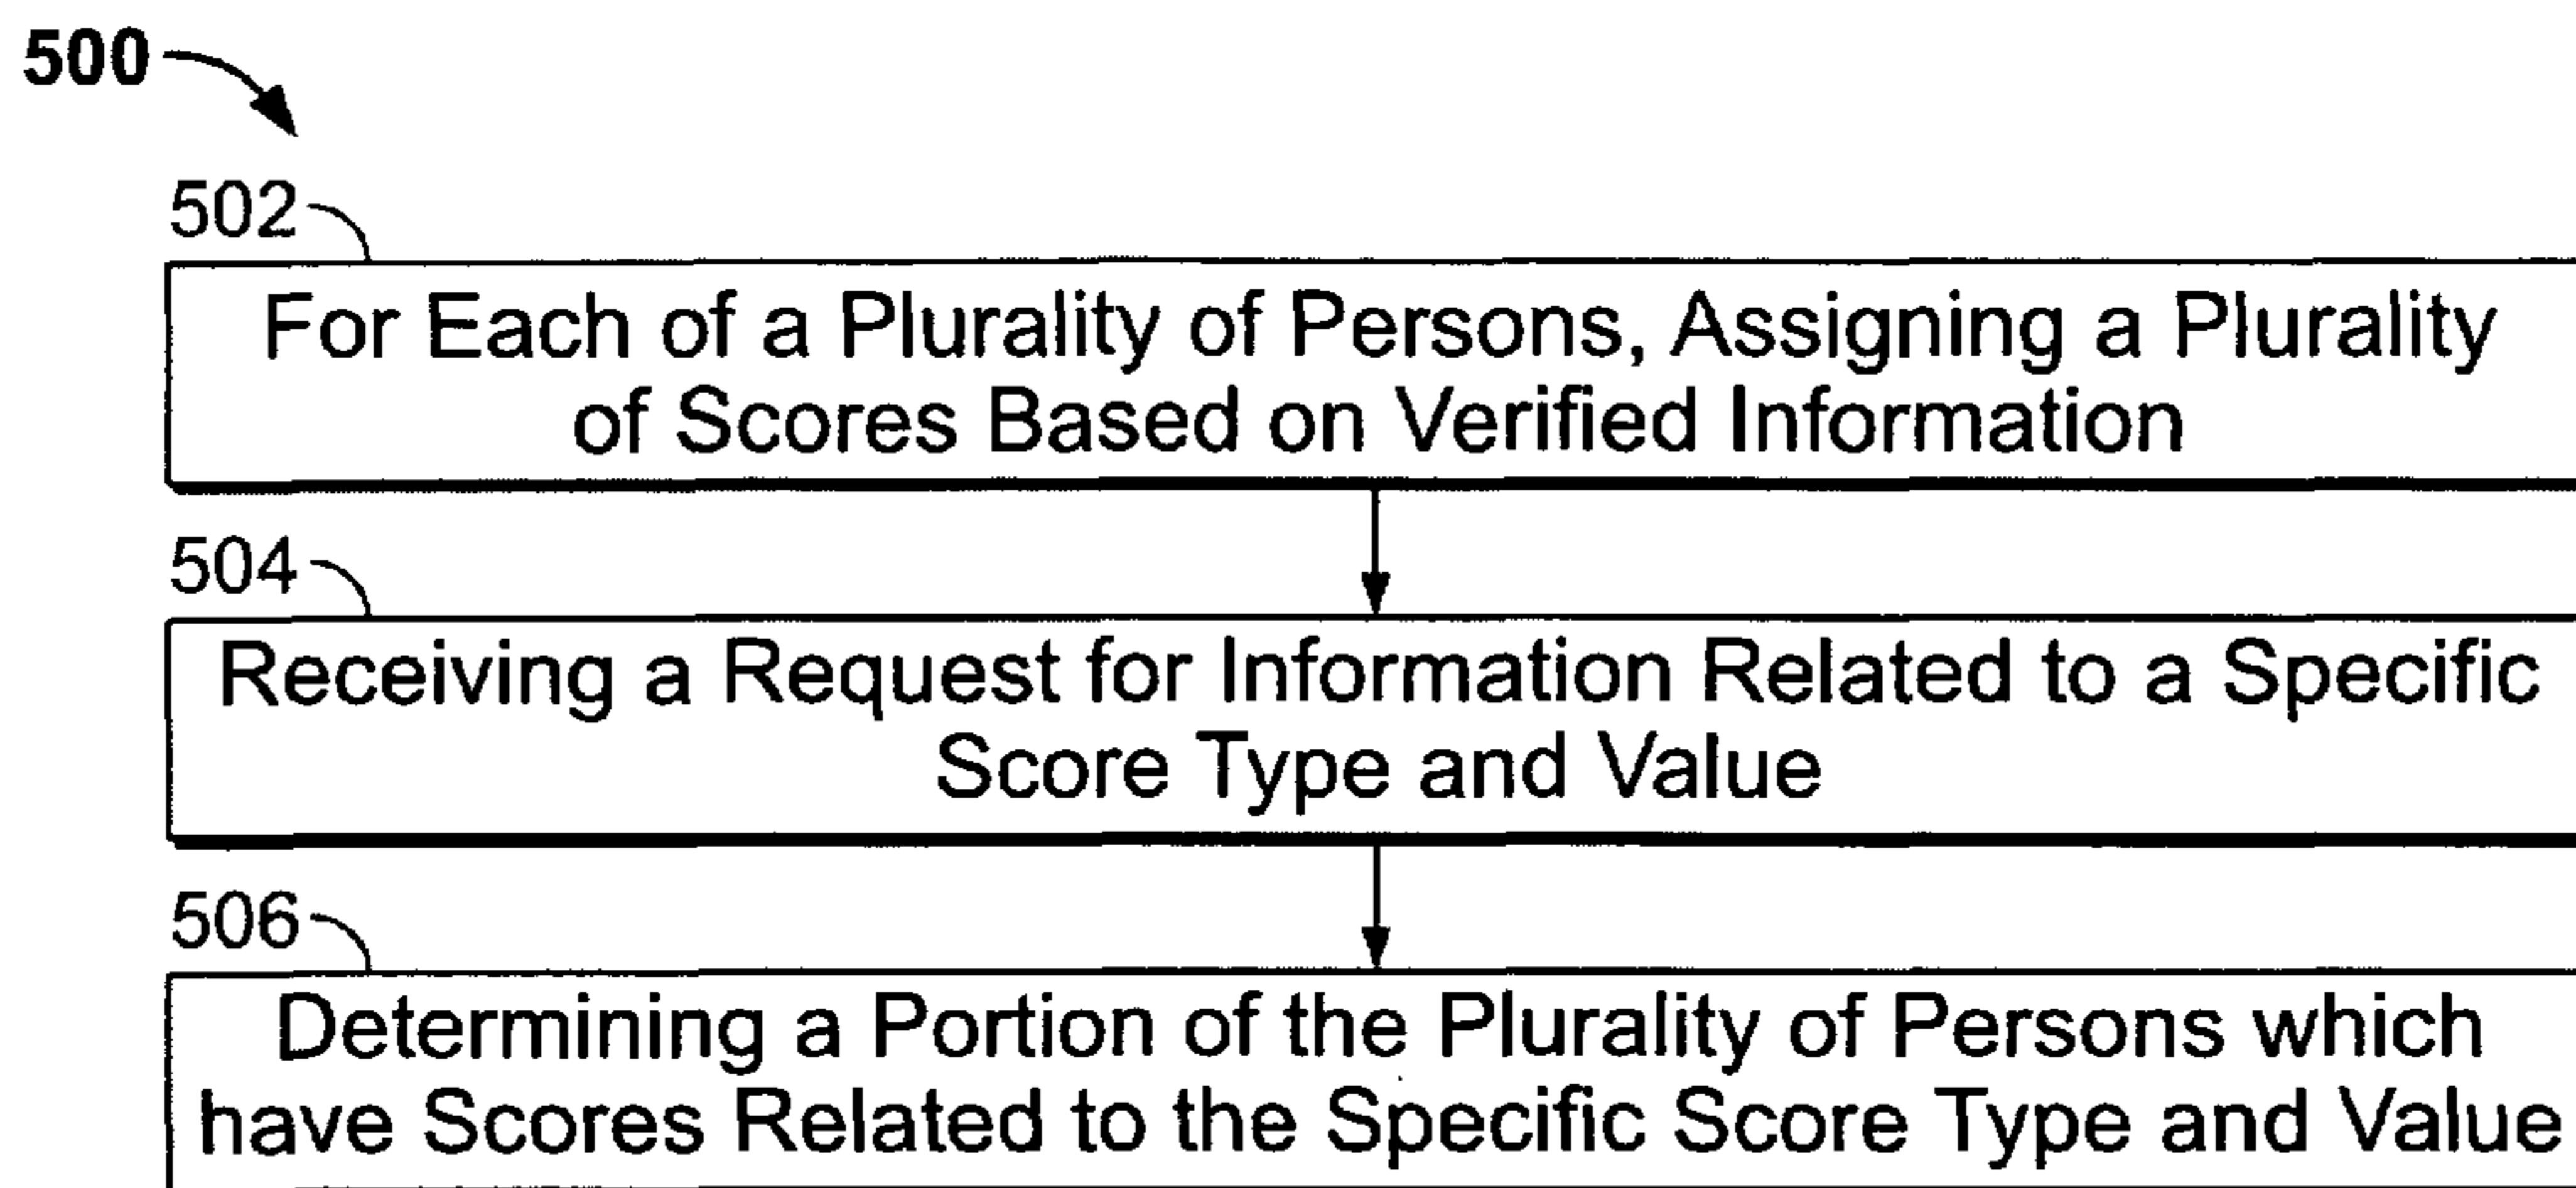 500
502
For Each of a Plurality of Persons, Assigning a Plurality
of Scores Based on Verified Information
504
Receiving a Request for Information Related to a Specific
Score Type and Value
506
Determining a Portion of the Plurality of Persons which
have Scores Related to the Specific Score Type and Value